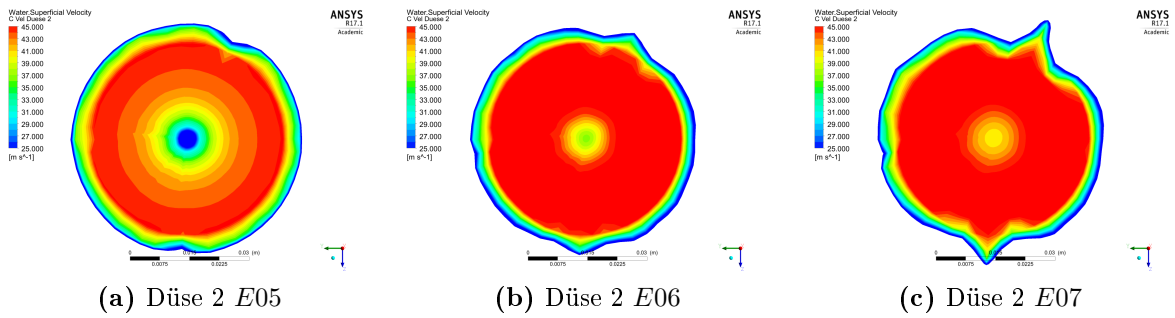 Water.Superficial Velocity
C Vel Duese 2
45.000
43.000
41.000
39.000
37.000
35.000
33.000
31.000
29.000
27.000
25.000
[m s^-1]
ANSYS
R17.1
Academic
0
0.03 (m)
0.0075
0.0225
(a) Düse 2 E05
Water.Superficial Velocity
C Vel Duese 2
45.000
43.000
41.000
39.000
37.000
35.000
33.000
31.000
29.000
27.000
25.000
[m s^-1]
ANSYS
R17.1
Academic
0
0.03 (m)
0.0075
0.0225
(b) Düse 2 E06
Water.Superficial Velocity
C Vel Duese 2
45.000
43.000
41.000
39.000
37.000
35.000
33.000
31.000
29.000
27.000
25.000
[m s^-1]
ANSYS
R17.1
Academic
0
0.03 (m)
0.0075
0.0225
(c) Düse 2 E07